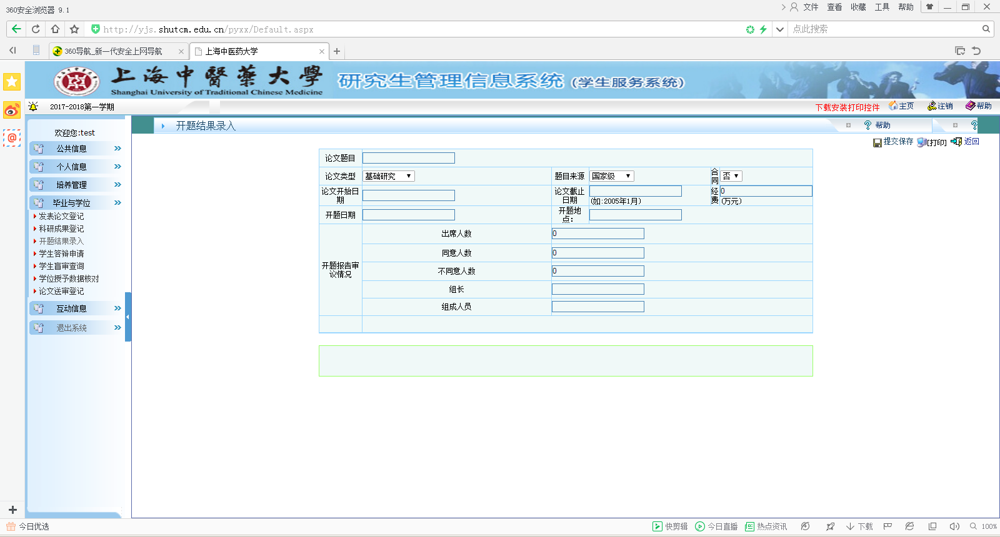 360安全浏览器 9.1
文件 查看 收藏 工具 帮助
http://yjs.shutcm.edu.cn/pyxx/Default.aspx
点此搜索
360导航_新一代安全上网导航
上海中医药大学
上海中醫藥大學
Shanghai University of Traditional Chinese Medicine
研究生管理信息系统(学生服务系统)
2017-2018第一学期
下载安装打印控件 主页 注销 帮助
欢迎您:test
公共信息
个人信息
培养管理
毕业与学位
发表论文登记
科研成果登记
开题结果录入
学生答辩申请
学生盲审查询
学位授予数据核对
论文送审登记
互动信息
退出系统
开题结果录入
帮助
提交保存 [打印] 返回
论文题目
论文类型 基础研究 题目来源 国家级 合同 否
论文开始日期 论文截止日期 (如:2005年1月) 经费 0 (万元)
开题日期 开题地点:
开题报告审议情况
出席人数 0
同意人数 0
不同意人数 0
组长
组成人员
今日优选
快剪辑 今日直播 热点资讯 下载 100%